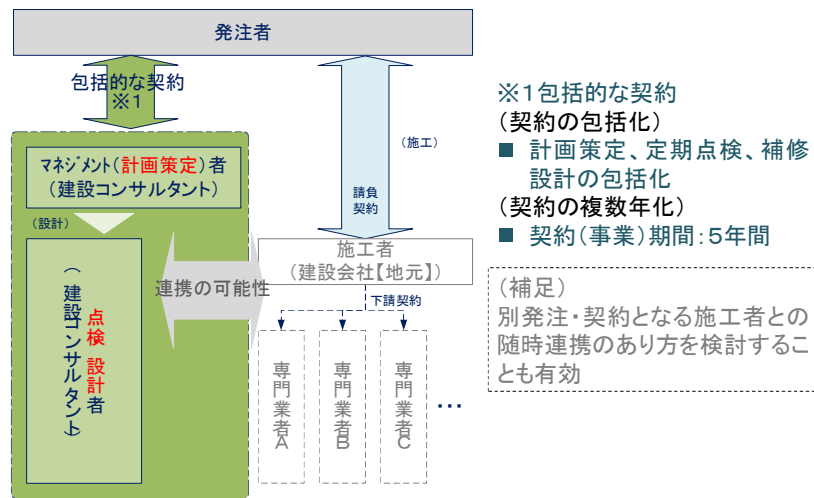 発注者
包括的な契約
※1
(施工)
請負
契約
マネジメント(計画策定)者
(建設コンサルタント)
(設計)
点検 設計者
(建設コンサルタント)
連携の可能性
施工者
(建設会社【地元】)
下請契約
専門業者A
専門業者B
専門業者C
…
※1包括的な契約
(契約の包括化)
■ 計画策定、定期点検、補修
設計の包括化
(契約の複数年化)
■ 契約(事業)期間:5年間
(補足)
別発注・契約となる施工者との
随時連携のあり方を検討するこ
とも有効